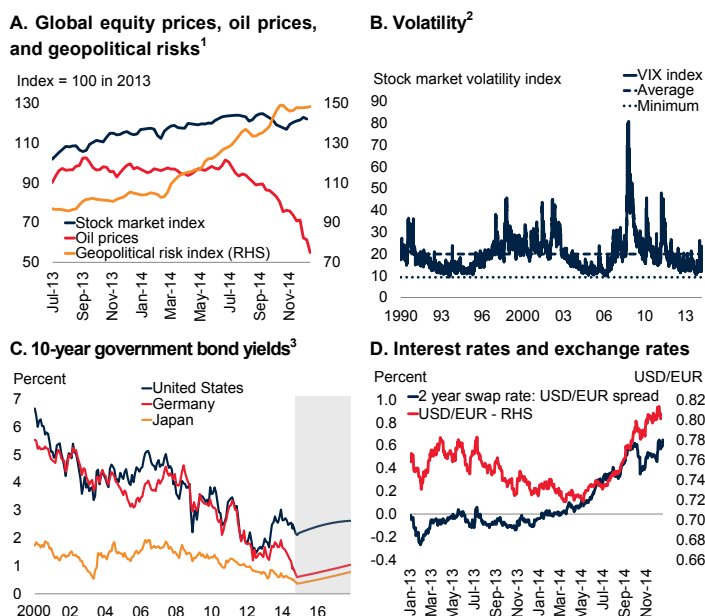 A. Global equity prices, oil prices,
and geopolitical risks1
Index = 100 in 2013
130
110
90
70
50
150
130
110
90
70
Stock market index
Oil prices
Geopolitical risk index (RHS)
Jul-13
Sep-13
Nov-13
Jan-14
Mar-14
May-14
Jul-14
Sep-14
Nov-14
B. Volatility2
Stock market volatility index
VIX index
Average
Minimum
90
80
70
60
50
40
30
20
10
0
1990 93 96 2000 03 06 10 13
C. 10-year government bond yields3
Percent
United States
Germany
Japan
7
6
5
4
3
2
1
0
2000 02 04 06 08 10 12 14 16
D. Interest rates and exchange rates
Percent USD/EUR
2 year swap rate: USD/EUR spread
USD/EUR - RHS
1.0
0.8
0.6
0.4
0.2
0.0
-0.2
-0.4
0.82
0.80
0.78
0.76
0.74
0.72
0.70
0.68
0.66
Jan-13
Mar-13
May-13
Jul-13
Sep-13
Nov-13
Jan-14
Mar-14
May-14
Jul-14
Sep-14
Nov-14